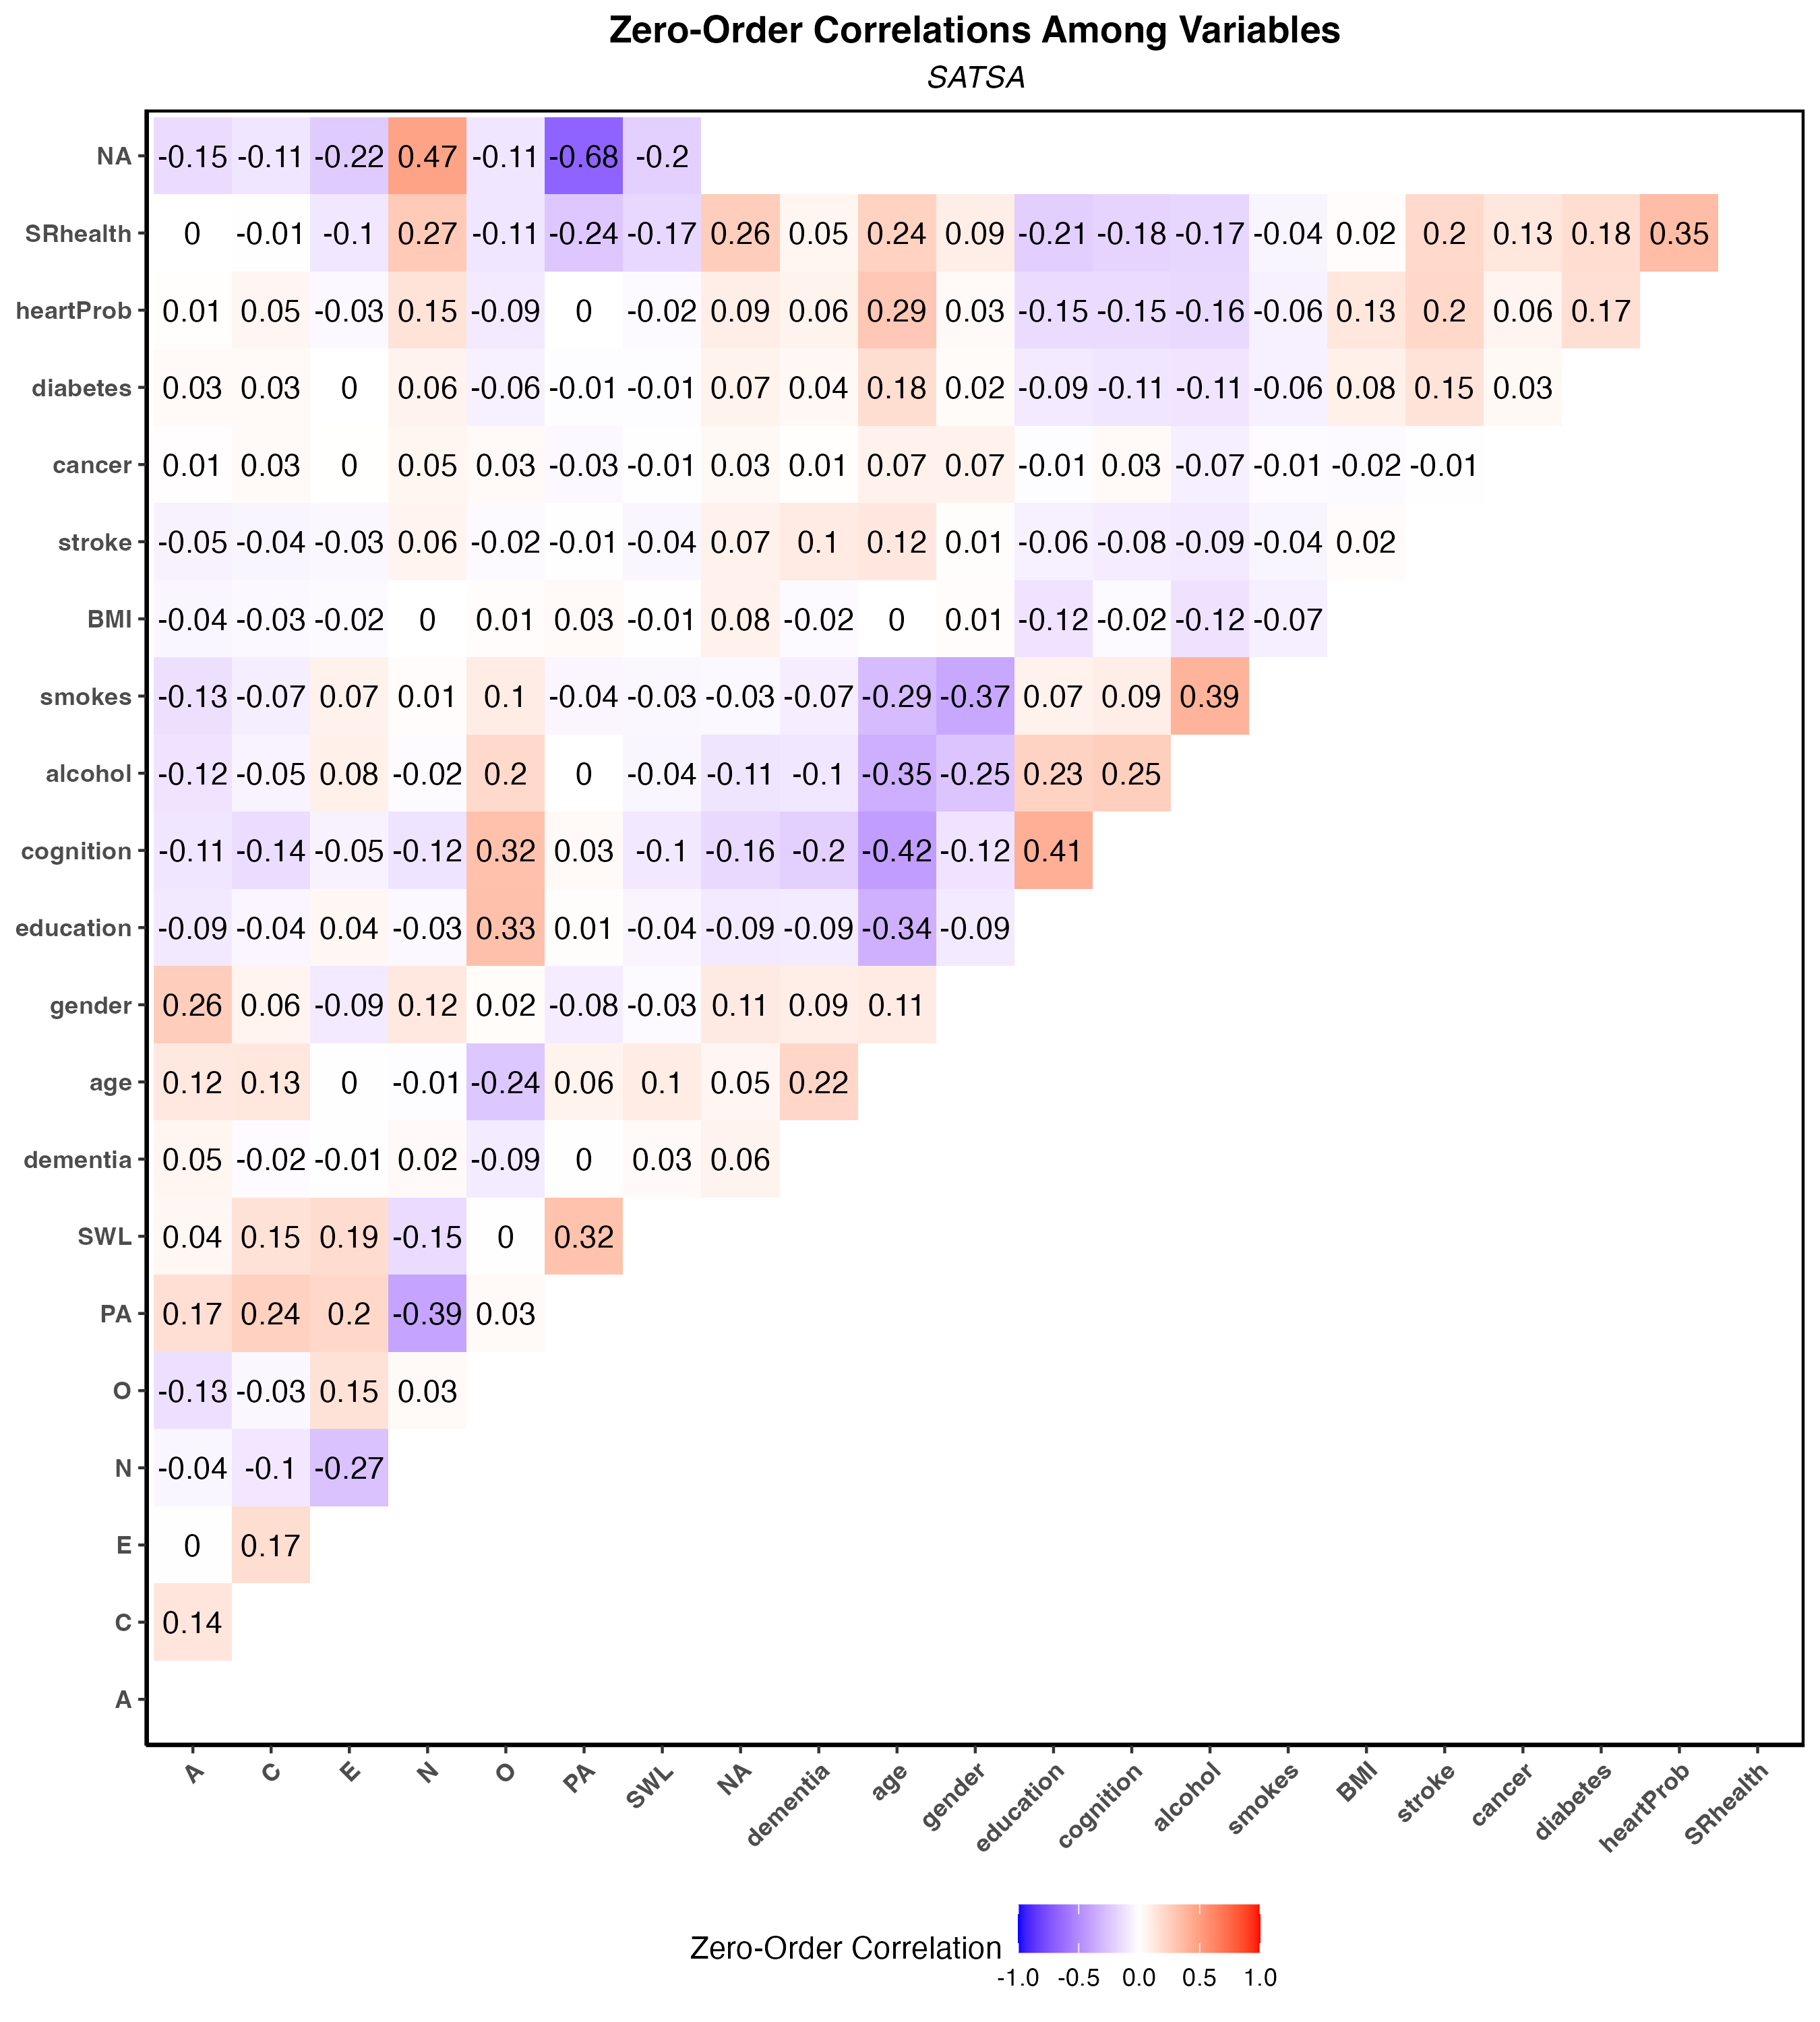 Zero-Order Correlations Among Variables
SATSA
NA -0.15 -0.11 -0.22 0.47 -0.11 -0.68 -0.2
SRhealth 0 -0.01 -0.1 0.27 -0.11 -0.24 -0.17 0.26 0.05 0.24 0.09 -0.21 -0.18 -0.17 -0.04 0.02 0.2 0.13 0.18 0.35
heartProb 0.01 0.05 -0.03 0.15 -0.09 0 -0.02 0.09 0.06 0.29 0.03 -0.15 -0.15 -0.16 -0.06 0.13 0.2 0.06 0.17
diabetes 0.03 0.03 0 0.06 -0.06 -0.01 -0.01 0.07 0.04 0.18 0.02 -0.09 -0.11 -0.11 -0.06 0.08 0.15 0.03
cancer 0.01 0.03 0 0.05 0.03 -0.03 -0.01 0.03 0.01 0.07 0.07 -0.01 0.03 -0.07 -0.01 -0.02 -0.01
stroke -0.05 -0.04 -0.03 0.06 -0.02 -0.01 -0.04 0.07 0.1 0.12 0.01 -0.06 -0.08 -0.09 -0.04 0.02
BMI -0.04 -0.03 -0.02 0 0.01 0.03 -0.01 0.08 -0.02 0 0.01 -0.12 -0.02 -0.12 -0.07
smokes -0.13 -0.07 0.07 0.01 0.1 -0.04 -0.03 -0.03 -0.07 -0.29 -0.37 0.07 0.09 0.39
alcohol -0.12 -0.05 0.08 -0.02 0.2 0 -0.04 -0.11 -0.1 -0.35 -0.25 0.23 0.25
cognition -0.11 -0.14 -0.05 -0.12 0.32 0.03 -0.1 -0.16 -0.2 -0.42 -0.12 0.41
education -0.09 -0.04 0.04 -0.03 0.33 0.01 -0.04 -0.09 -0.09 -0.34 -0.09
gender 0.26 0.06 -0.09 0.12 0.02 -0.08 -0.03 0.11 0.09 0.11
age 0.12 0.13 0 -0.01 -0.24 0.06 0.1 0.05 0.22
dementia 0.05 -0.02 -0.01 0.02 -0.09 0 0.03 0.06
SWL 0.04 0.15 0.19 -0.15 0 0.32
PA 0.17 0.24 0.2 -0.39 0.03
O -0.13 -0.03 0.15 0.03
N -0.04 -0.1 -0.27
E 0 0.17
C 0.14
A
A C E N O PA SWL NA dementia age gender education cognition alcohol smokes BMI stroke cancer diabetes heartProb SRhealth
Zero-Order Correlation
-1.0 -0.5 0.0 0.5 1.0